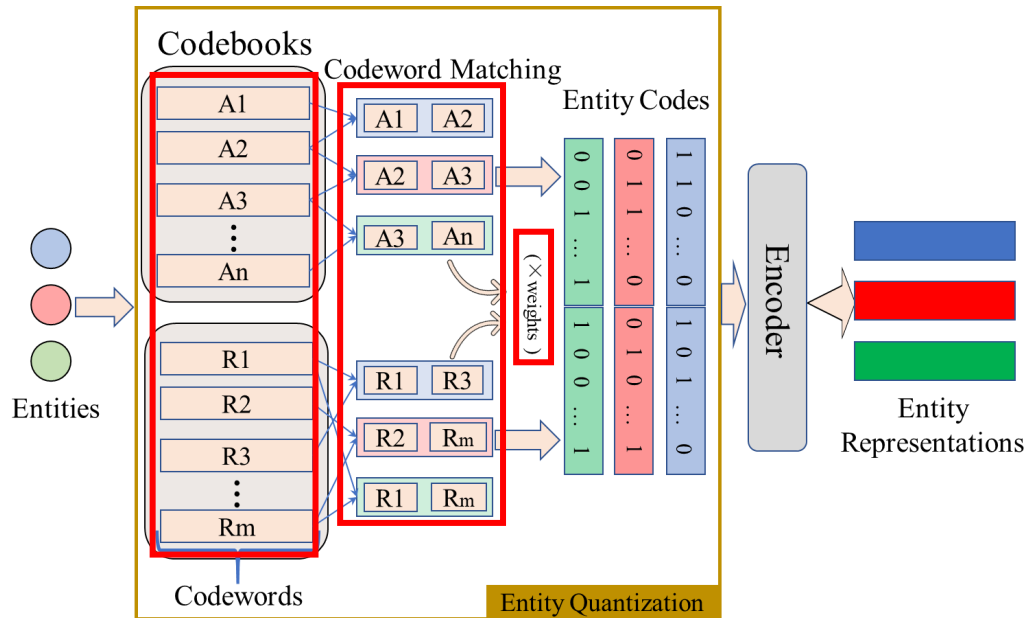 Codebooks
Codeword Matching
Entity Codes
A1
A2
A3
⋮
An
R1
R2
R3
⋮
Rm
A1 A2
A2 A3
A3 An
(×weights)
R1 R3
R2 Rm
R1 Rm
0 0 1 ... 1
0 1 1 ... 0
1 1 0 ... 0
1 0 0 ... 1
0 1 0 ... 1
1 0 1 ... 0
Entities
Codewords
Entity Quantization
Encoder
Entity
Representations